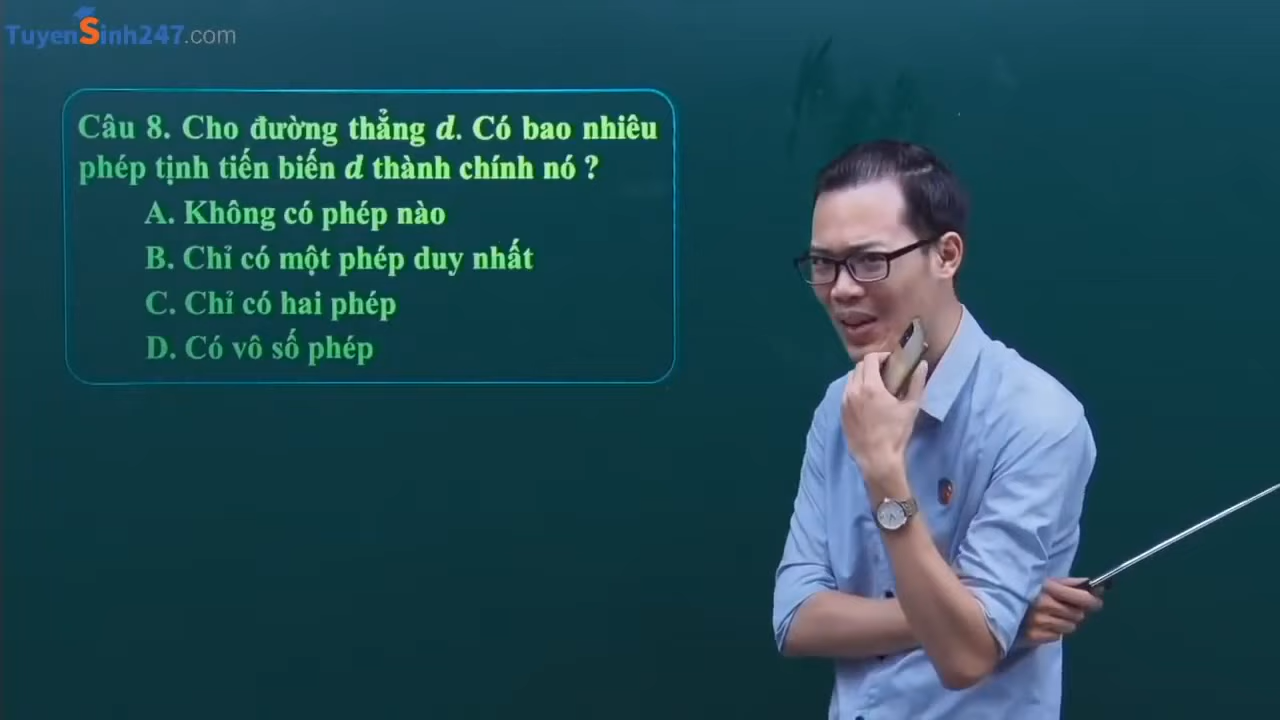 TuyenSinh247.com
Câu 8. Cho đường thẳng d. Có bao nhiêu
phép tịnh tiến biến d thành chính nó ?
A. Không có phép nào
B. Chỉ có một phép duy nhất
C. Chỉ có hai phép
D. Có vô số phép